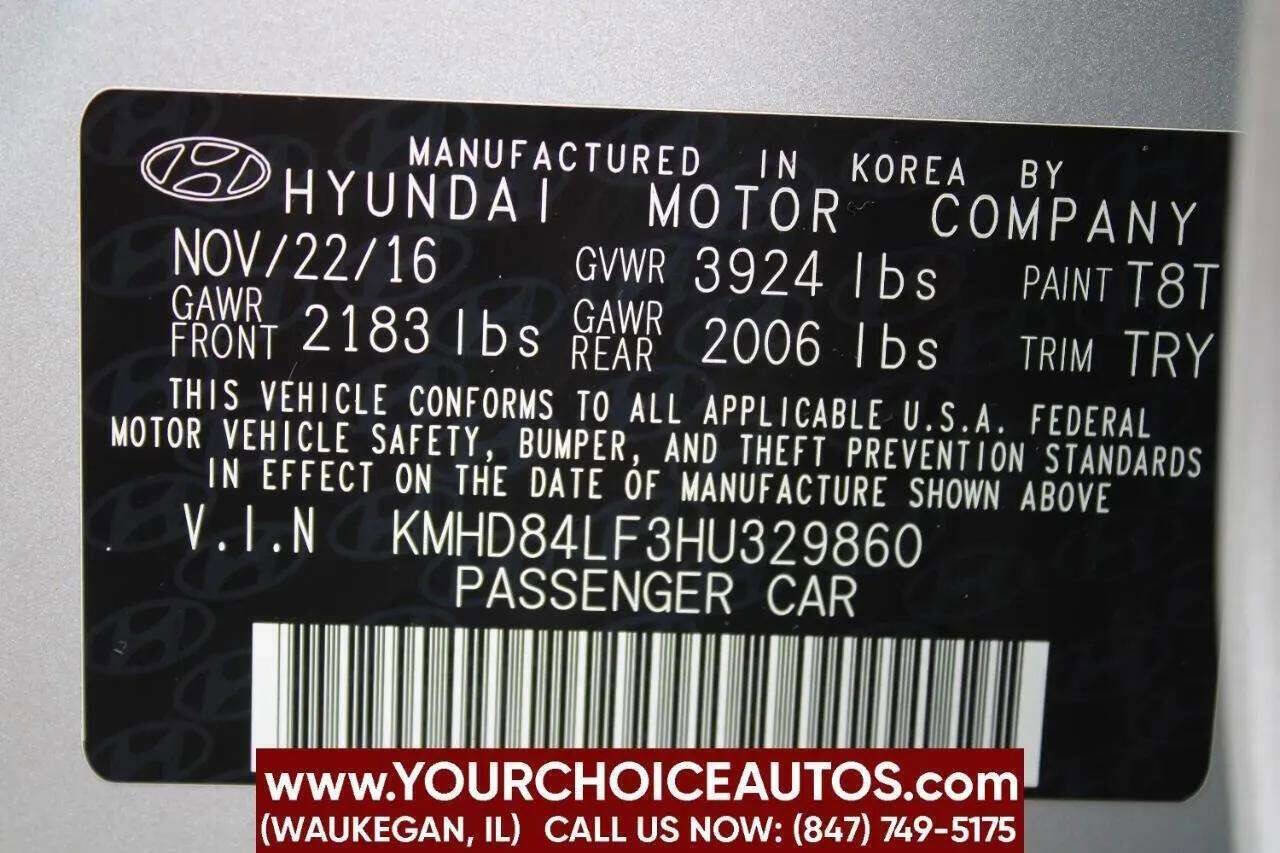 MANUFACTURED IN KOREA BY
HYUNDAI MOTOR COMPANY
NOV/22/16 GVWR 3924 lbs PAINT T8T
GAWR FRONT 2183 lbs GAWR REAR 2006 lbs TRIM TRY
THIS VEHICLE CONFORMS TO ALL APPLICABLE U.S.A. FEDERAL
MOTOR VEHICLE SAFETY, BUMPER, AND THEFT PREVENTION STANDARDS
IN EFFECT ON THE DATE OF MANUFACTURE SHOWN ABOVE
V.I.N KMHD84LF3HU329860
PASSENGER CAR
www.YOURCHOICEAUTOS.com
(WAUKEGAN, IL) CALL US NOW: (847) 749-5175